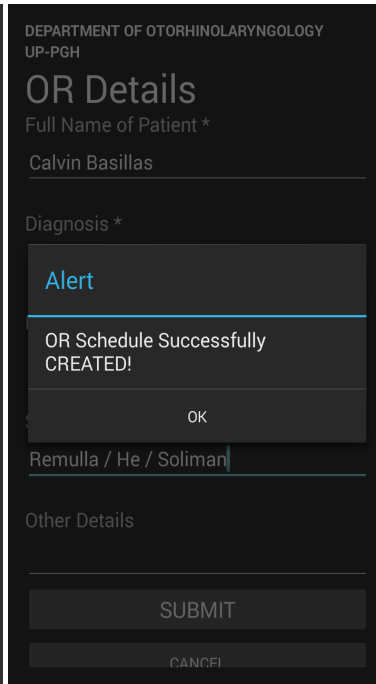 DEPARTMENT OF OTORHINOLARYNGOLOGY
UP-PGH
OR Details
Full Name of Patient *
Calvin Basillas
Diagnosis *
Alert
OR Schedule Successfully
CREATED!
OK
Remulla / He / Soliman
Other Details
SUBMIT
CANCEL